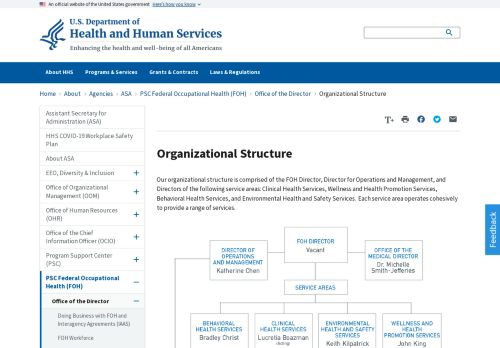 An official website of the United States government Here's how you know
U.S. Department of
Health and Human Services
Enhancing the health and well-being of all Americans
About HHS Programs & Services Grants & Contracts Laws & Regulations
Home > About > Agencies > ASA > PSC Federal Occupational Health (FOH) > Office of the Director > Organizational Structure
Assistant Secretary for
Administration (ASA)
HHS COVID-19 Workplace Safety
Plan
About ASA
EEO, Diversity & Inclusion +
Office of Organizational
Management (OOM) +
Office of Human Resources
(OHR) +
Office of the Chief
Information Officer (OCIO) +
Program Support Center
(PSC) +
PSC Federal Occupational
Health (FOH) −
Office of the Director −
Doing Business with FOH and
Interagency Agreements (IAAS)
FOH Workforce
T+
Organizational Structure
Our organizational structure is comprised of the FOH Director, Director for Operations and Management, and
Directors of the following service areas: Clinical Health Services, Wellness and Health Promotion Services,
Behavioral Health Services, and Environmental Health and Safety Services. Each service area operates cohesively
to provide a range of services.
FOH DIRECTOR
Vacant
DIRECTOR OF
OPERATIONS
AND MANAGEMENT
Katherine Chen
OFFICE OF THE
MEDICAL DIRECTOR
Dr. Michelle
Smith-Jefferies
SERVICE AREAS
BEHAVIORAL
HEALTH SERVICES
Bradley Christ
CLINICAL
HEALTH SERVICES
Lucretia Boazman
(Acting)
ENVIRONMENTAL
HEALTH AND SAFETY
SERVICES
Keith Kilpatrick
WELLNESS AND
HEALTH PROMOTION
SERVICES
John King
Feedback